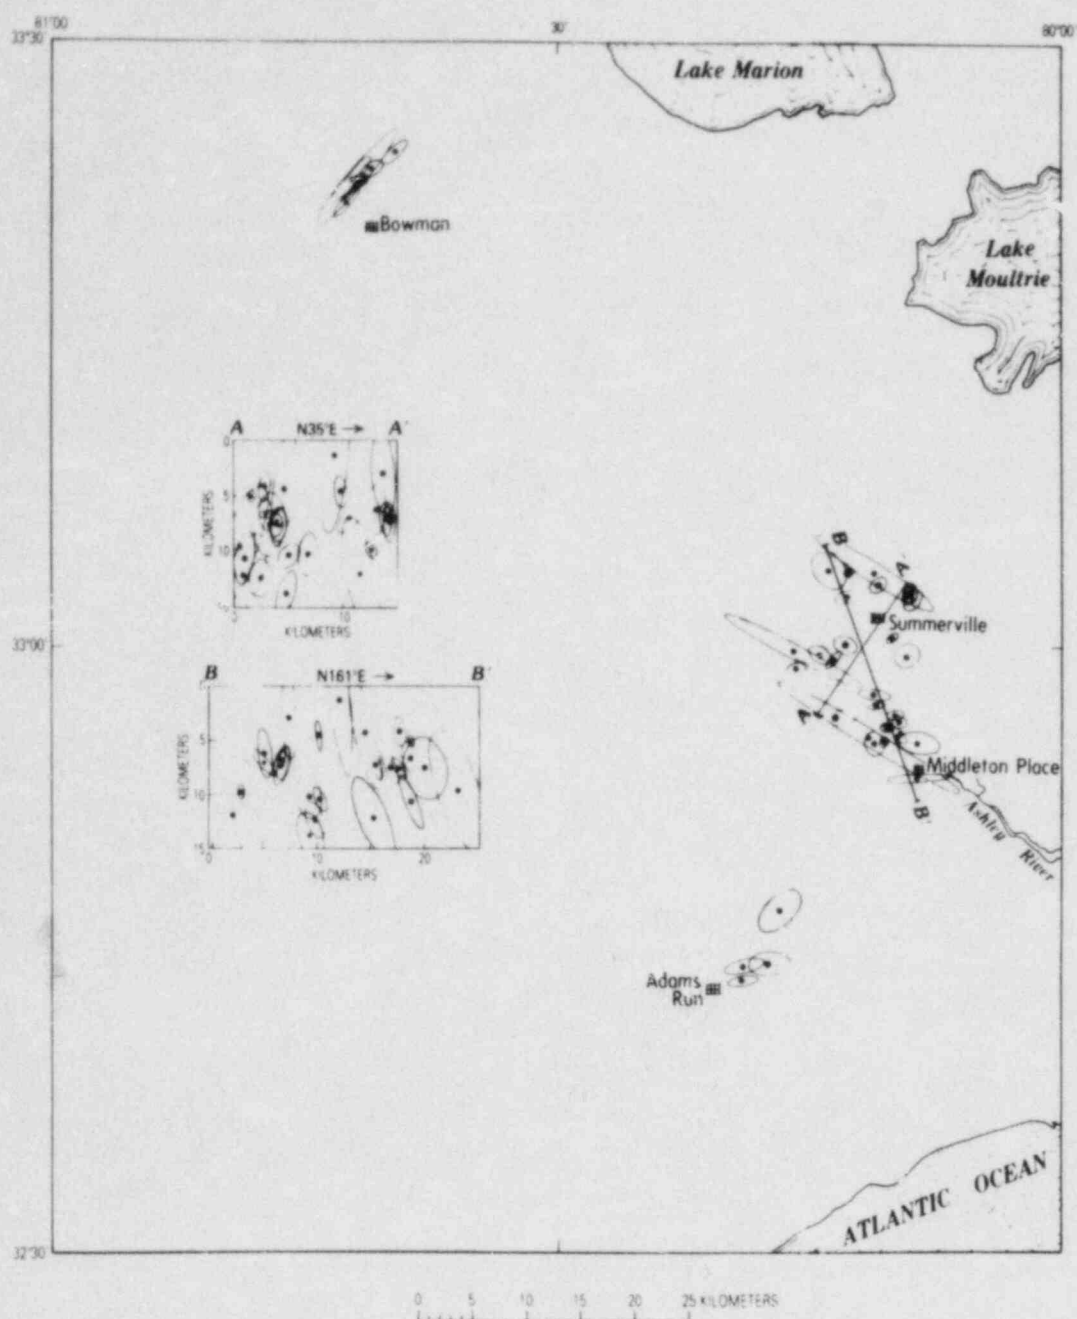 81°00' 30' 80°00'
33°30'
Lake Marion
Bowman
Lake
Moultrie
A N35°E → A'
0
5
10
KILOMETERS
10
KILOMETERS
B
A'
Summerville
33°00'
B N161°E → B'
5
10
15
KILOMETERS
0 10 20
KILOMETERS
A
Middleton Place
B'
Ashley
River
Adams
Run
ATLANTIC OCEAN
32°30'
0 5 10 15 20 25 KILOMETERS